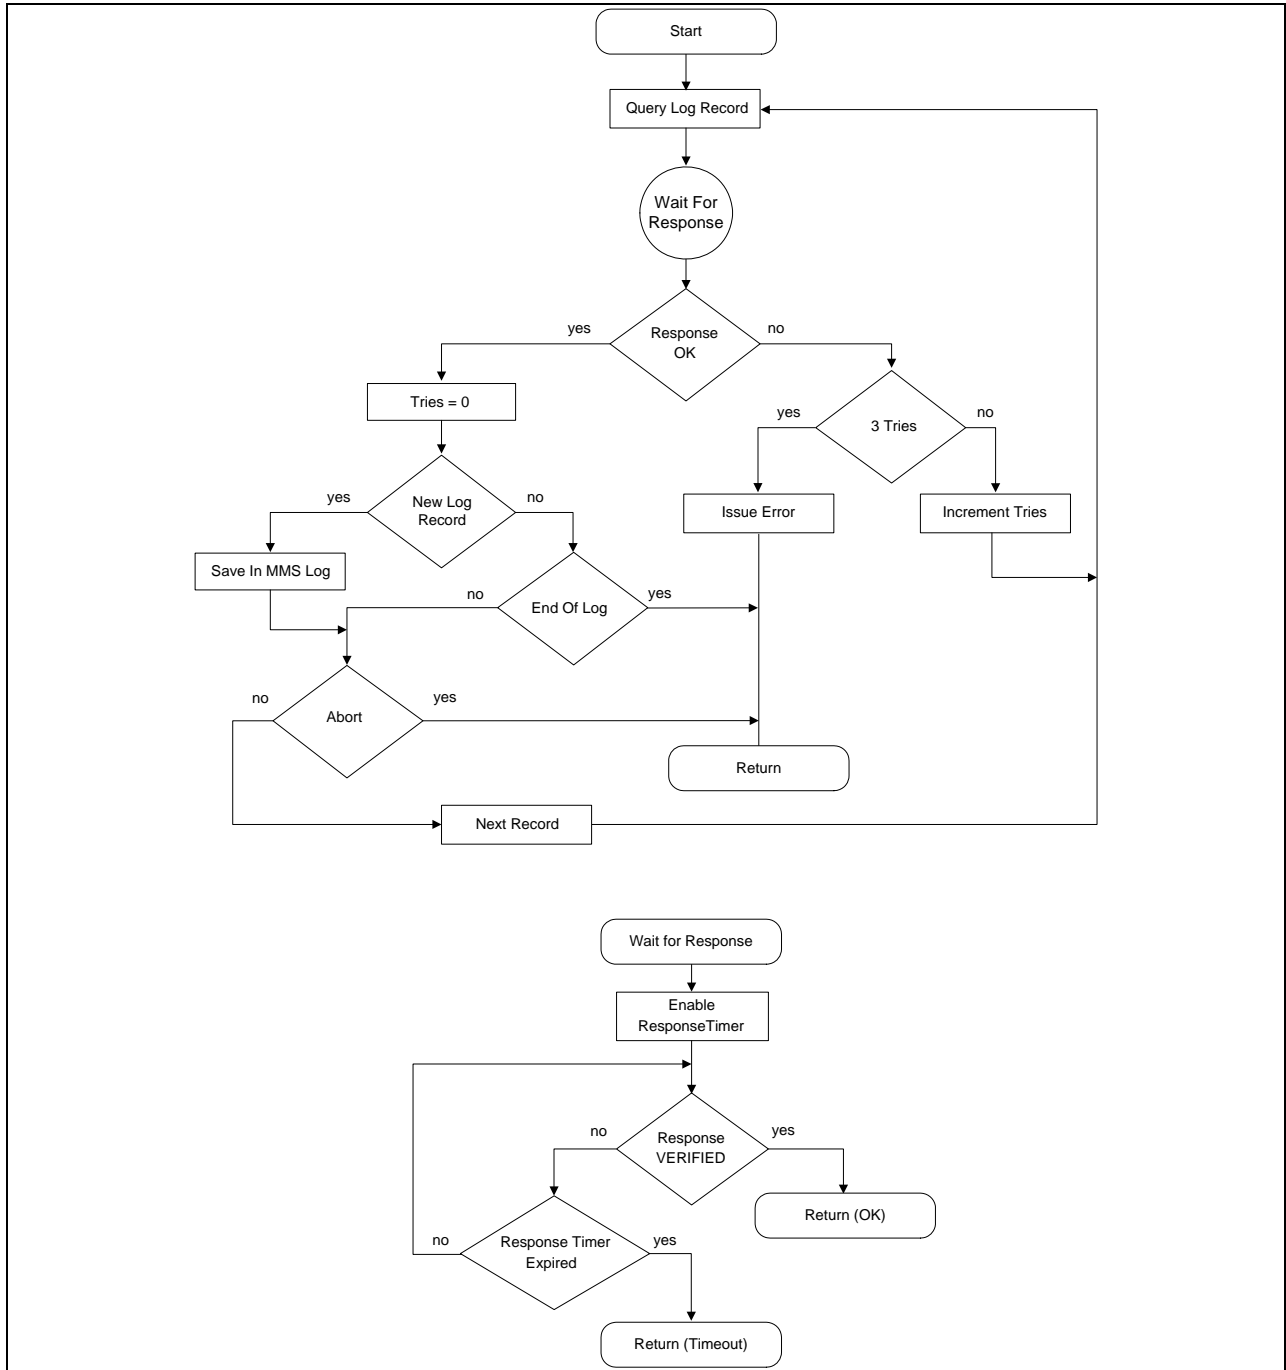 Start
Query Log Record
Wait For
Response
yes
Response
OK
no
Tries = 0
yes
3 Tries
no
yes
New Log
Record
no
Issue Error
Increment Tries
Save In MMS Log
no
End Of Log
yes
no
Abort
yes
Return
Next Record
Wait for Response
Enable
ResponseTimer
no
Response
VERIFIED
yes
Return (OK)
no
Response Timer
Expired
yes
Return (Timeout)